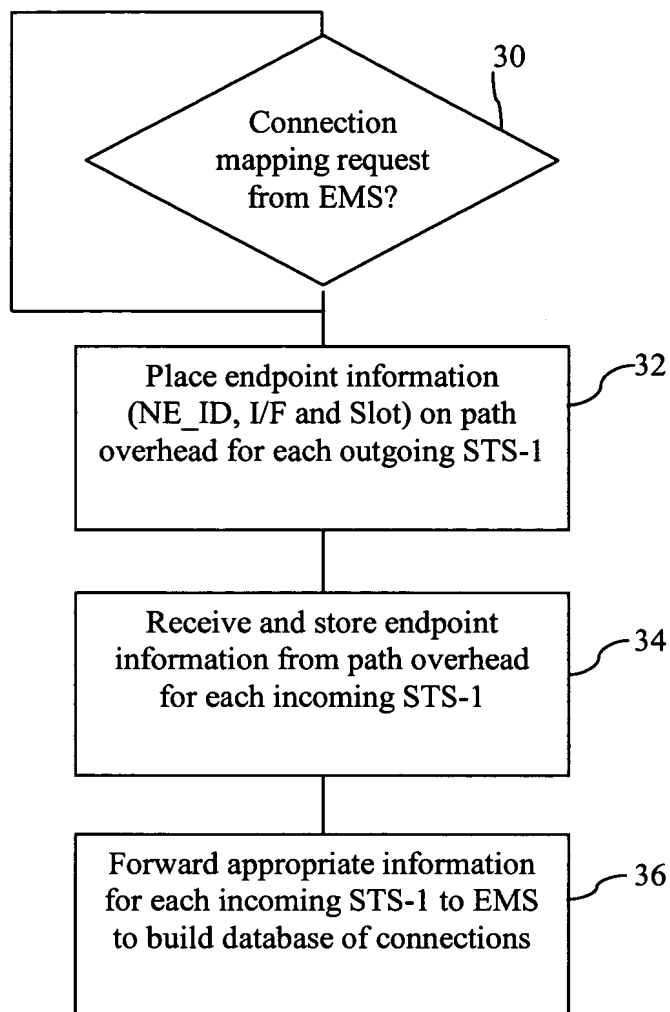 30
Connection
mapping request
from EMS?
32
Place endpoint information
(NE_ID, I/F and Slot) on path
overhead for each outgoing STS-1
34
Receive and store endpoint
information from path overhead
for each incoming STS-1
36
Forward appropriate information
for each incoming STS-1 to EMS
to build database of connections